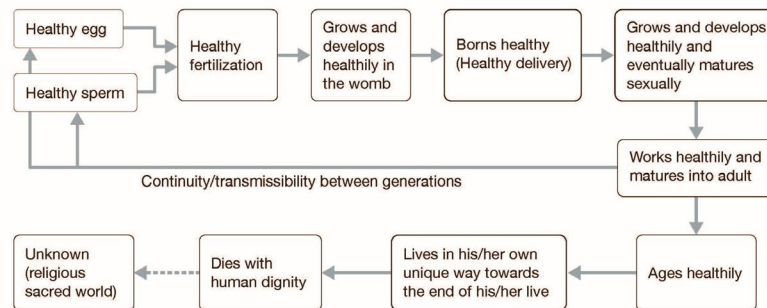 Healthy egg
Healthy sperm
Healthy
fertilization
Grows and
develops
healthily in
the womb
Borns healthy
(Healthy delivery)
Grows and develops
healthily and
eventually matures
sexually
Works healthily and
matures into adult
Continuity/transmissibility between generations
Ages healthily
Lives in his/her own
unique way towards
the end of his/her live
Dies with
human dignity
Unknown
(religious
sacred world)